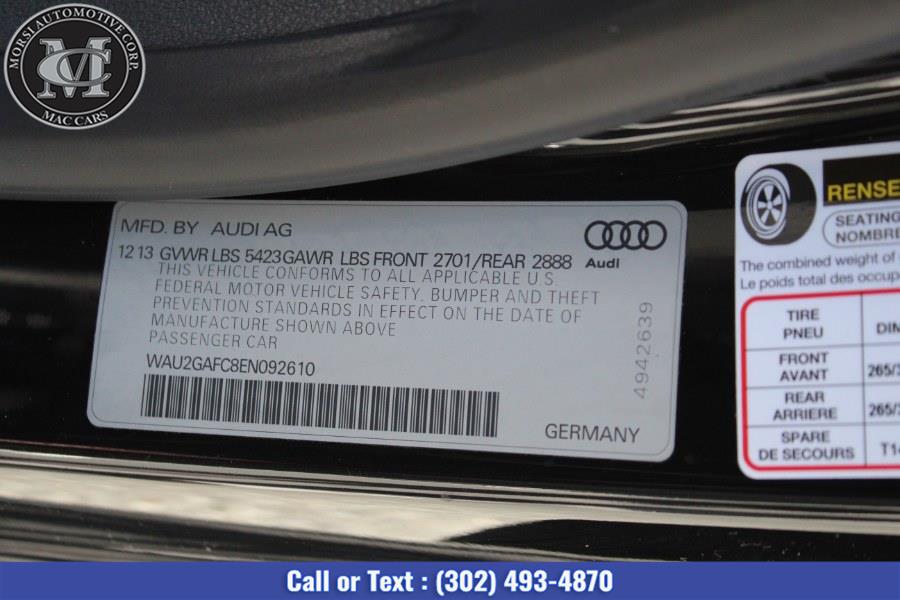 MORSI AUTOMOTIVE CORP.
MC
MAC CARS
MFD. BY AUDI AG
12 13 GVWR LBS 5423 GAWR LBS FRONT 2701/REAR 2888
Audi
THIS VEHICLE CONFORMS TO ALL APPLICABLE U.S.
FEDERAL MOTOR VEHICLE SAFETY, BUMPER AND THEFT
PREVENTION STANDARDS IN EFFECT ON THE DATE OF
MANUFACTURE SHOWN ABOVE
PASSENGER CAR
WAU2GAFC8EN092610
4942639
GERMANY
RENSE
SEATING
NOMBRE
The combined weight of
Le poids total des occup
TIRE
PNEU
DIM
FRONT
AVANT
265/3
REAR
ARRIERE
265/3
SPARE
DE SECOURS
T14
Call or Text : (302) 493-4870